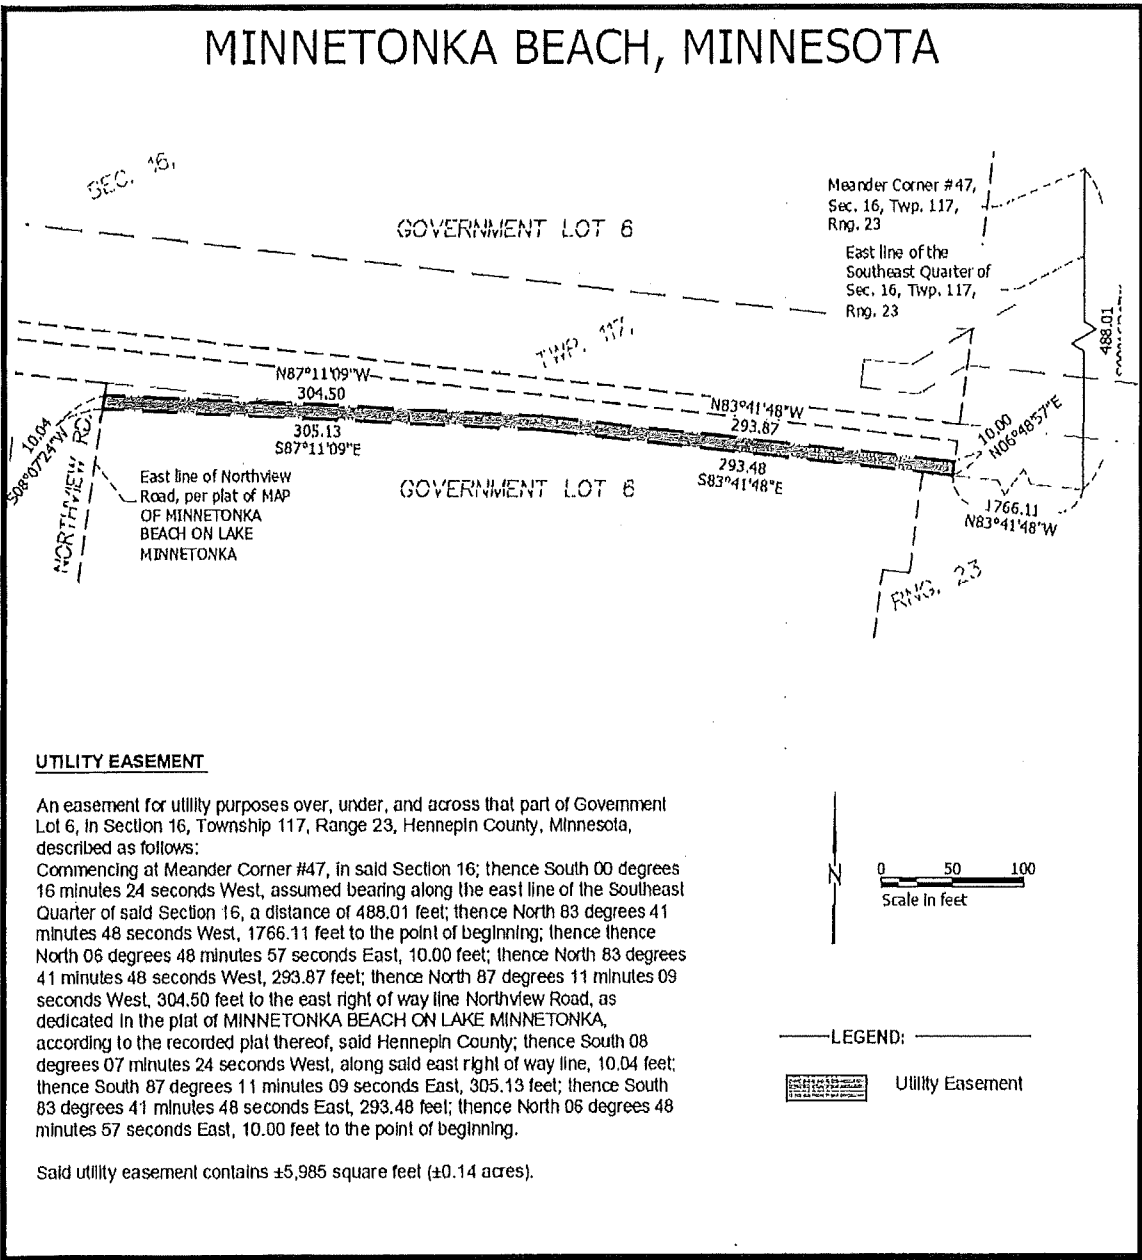 MINNETONKA BEACH, MINNESOTA
SEC. 16,
GOVERNMENT LOT 6
Meander Corner #47,
Sec. 16, Twp. 117,
Rng. 23
East line of the
Southeast Quarter of
Sec. 16, Twp. 117,
Rng. 23
488.01
TWP. 117,
N87°11'09"W
304.50
N83°41'48"W
293.87
10.00
N06°48'57"E
10.04
S08°07'24"W
305.13
S87°11'09"E
293.48
S83°41'48"E
NORTHVIEW RD.
East line of Northview
Road, per plat of MAP
OF MINNETONKA
BEACH ON LAKE
MINNETONKA
GOVERNMENT LOT 6
1766.11
N83°41'48"W
RNG. 23
UTILITY EASEMENT
An easement for utility purposes over, under, and across that part of Government
Lot 6, in Section 16, Township 117, Range 23, Hennepin County, Minnesota,
described as follows:
Commencing at Meander Corner #47, in said Section 16; thence South 00 degrees
16 minutes 24 seconds West, assumed bearing along the east line of the Southeast
Quarter of said Section 16, a distance of 488.01 feet; thence North 83 degrees 41
minutes 48 seconds West, 1766.11 feet to the point of beginning; thence thence
North 06 degrees 48 minutes 57 seconds East, 10.00 feet; thence North 83 degrees
41 minutes 48 seconds West, 293.87 feet; thence North 87 degrees 11 minutes 09
seconds West, 304.50 feet to the east right of way line Northview Road, as
dedicated in the plat of MINNETONKA BEACH ON LAKE MINNETONKA,
according to the recorded plat thereof, said Hennepin County; thence South 08
degrees 07 minutes 24 seconds West, along said east right of way line, 10.04 feet;
thence South 87 degrees 11 minutes 09 seconds East, 305.13 feet; thence South
83 degrees 41 minutes 48 seconds East, 293.48 feet; thence North 06 degrees 48
minutes 57 seconds East, 10.00 feet to the point of beginning.
Said utility easement contains ±5,985 square feet (±0.14 acres).
N
0 50 100
Scale in feet
LEGEND:
Utility Easement